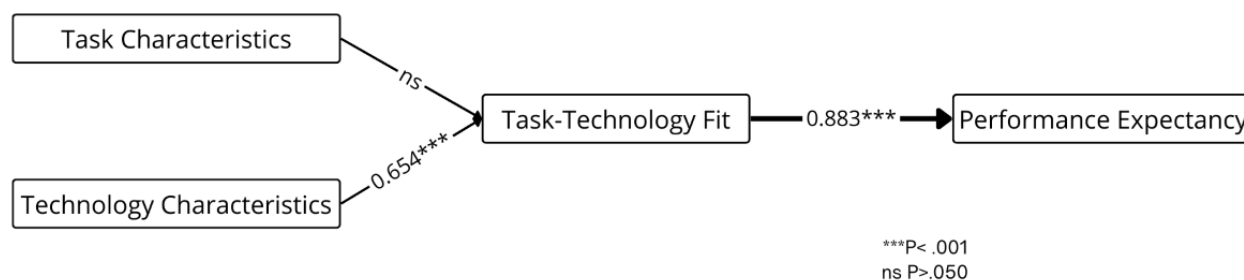 Task Characteristics
ns
Task-Technology Fit
0.883***
Performance Expectancy
0.654***
Technology Characteristics
***P< .001
ns P>.050